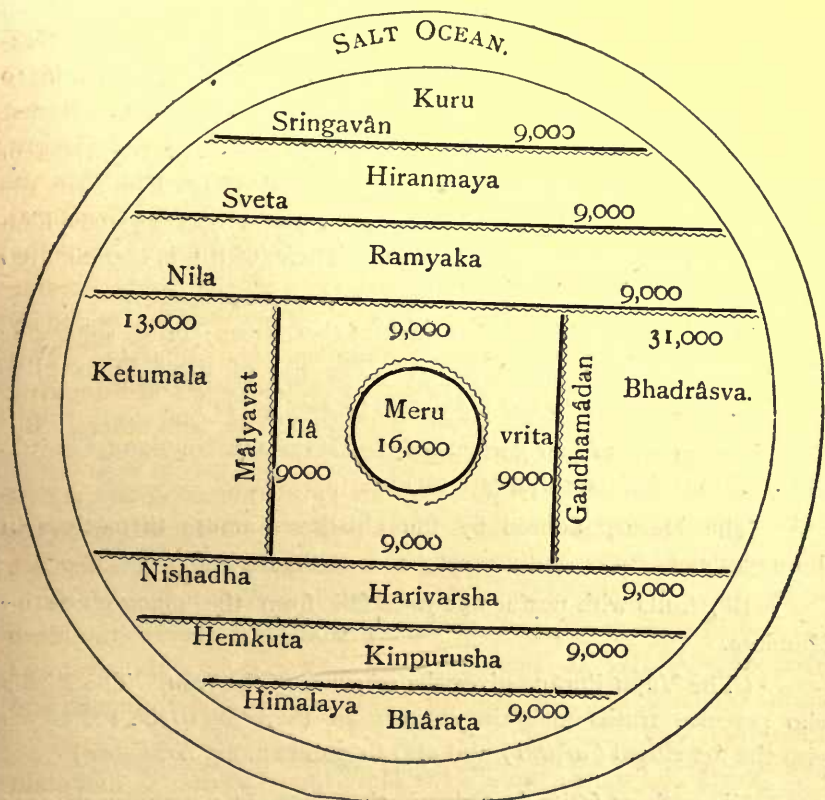 SALT OCEAN.
Kuru
Sringavân 9,000
Hiranmaya
Sveta 9,000
Ramyaka
Nila 9,000
13,000 9,000 31,000
Ketumala
Mâlyavat
Ilâ
9000
Meru
16,000
vrita
9000
Gandhamâdan
Bhadrâsva.
9,000
Nishadha Harivarsha 9,000
Hemkuta Kinpurusha 9,000
Himalaya Bhârata 9,000